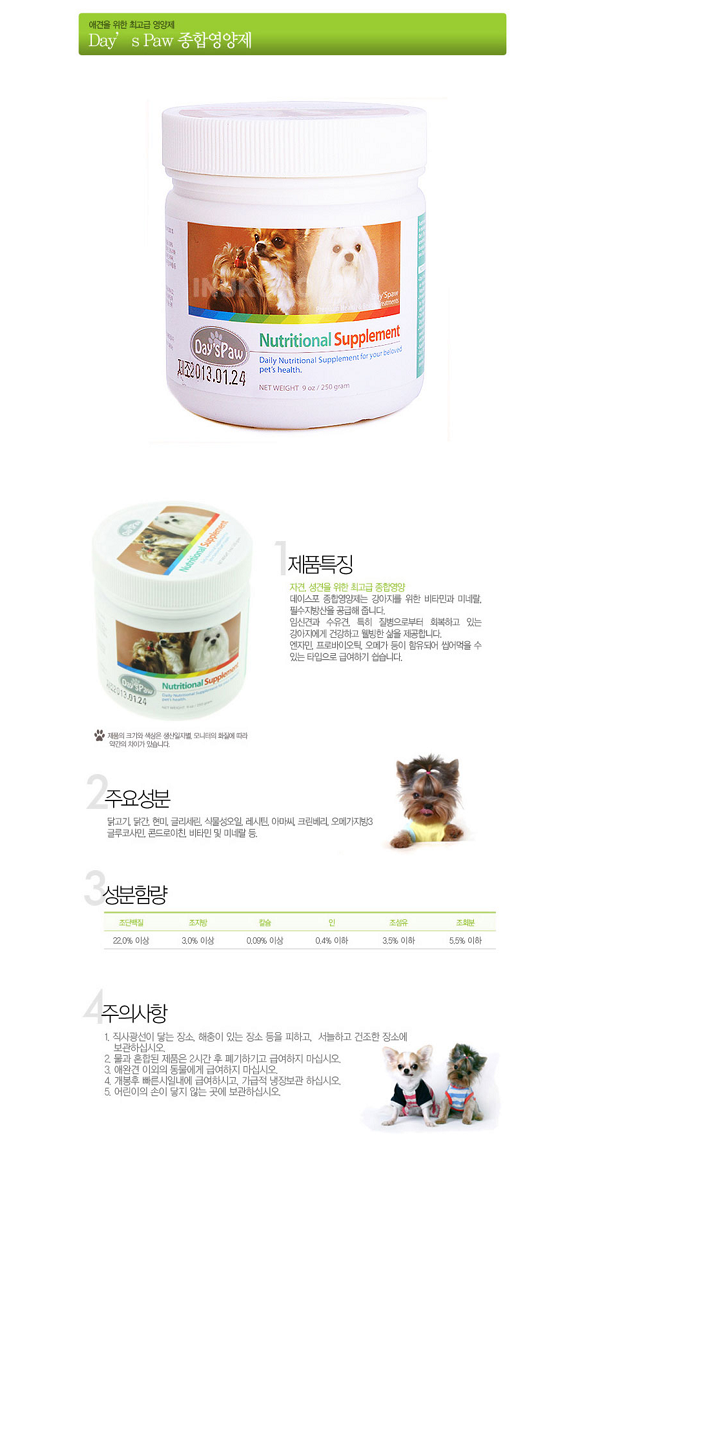 애견을 위한 최고급 영양제
Day’s Paw 종합영양제
Day'sPaw
Nutritional Supplement
Daily Nutritional Supplement for your beloved
pet's health.
제조2013.01.24
NET WEIGHT 9 oz / 250 gram
Day'sPaw
Nutritional Supplement
Day'sPaw
제조2013.01.24
Nutritional Supplement
Daily Nutritional Supplement for your beloved
pet's health.
1 제품특징
자견, 성견을 위한 최고급 종합영양
데이스포 종합영양제는 강아지를 위한 비타민과 미네랄,
필수지방산을 공급해 줍니다.
임신견과 수유견, 특히 질병으로부터 회복하고 있는
강아지에게 건강하고 웰빙한 삶을 제공합니다.
엔자민, 프로바이오틱, 오메가 등이 함유되어 씹어먹을 수
있는 타입으로 급여하기 쉽습니다.
제품의 크기와 색상은 생산일자별, 모니터의 화질에 따라
약간의 차이가 있습니다.
2 주요성분
닭고기, 닭간, 현미, 글리세린, 식물성오일, 레시틴, 아마씨, 크린베리, 오메가지방3
글루코사민, 콘드로이친, 비타민 및 미네랄 등.
3 성분함량
조단백질 조지방 칼슘 인 조섬유 조회분
22.0% 이상 3.0% 이상 0.09% 이상 0.4% 이하 3.5% 이하 5.5% 이하
4 주의사항
1. 직사광선이 닿는 장소, 해충이 있는 장소 등을 피하고, 서늘하고 건조한 장소에
보관하십시오.
2. 물과 혼합된 제품은 2시간 후 폐기하기고 급여하지 마십시오.
3. 애완견 이외의 동물에게 급여하지 마십시오.
4. 개봉후 빠른시일내에 급여하시고, 가급적 냉장보관 하십시오.
5. 어린이의 손이 닿지 않는 곳에 보관하십시오.